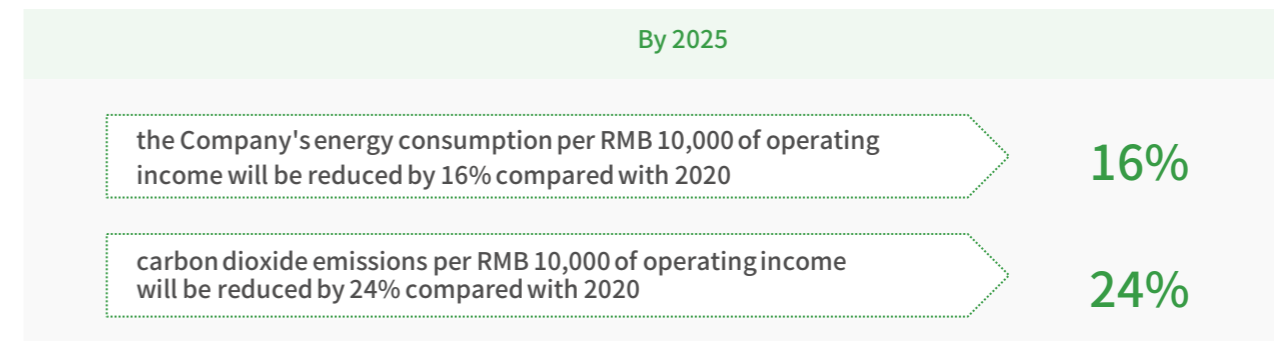 By 2025
the Company's energy consumption per RMB 10,000 of operating
income will be reduced by 16% compared with 2020
16%
carbon dioxide emissions per RMB 10,000 of operating income
will be reduced by 24% compared with 2020
24%